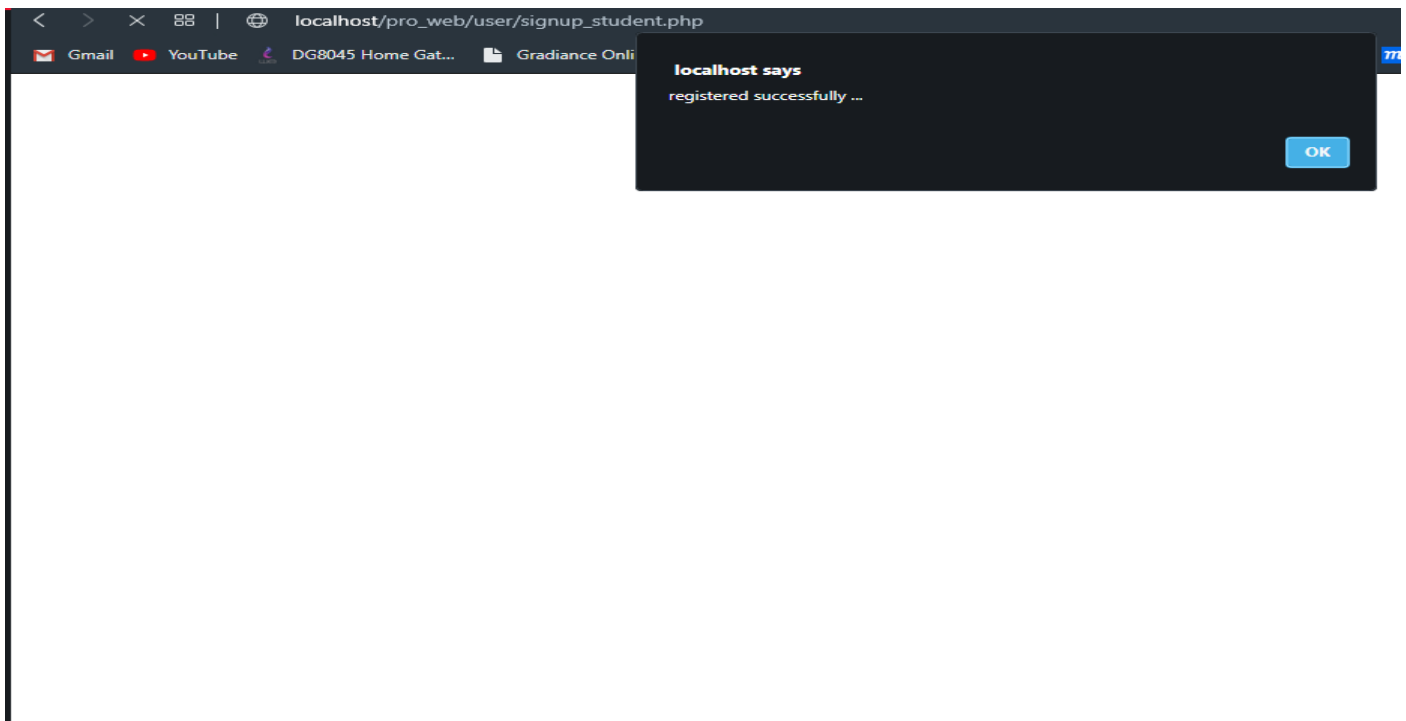 localhost/pro_web/user/signup_student.php
Gmail YouTube DG8045 Home Gat... Gradiance Onli
localhost says
registered successfully ...
OK